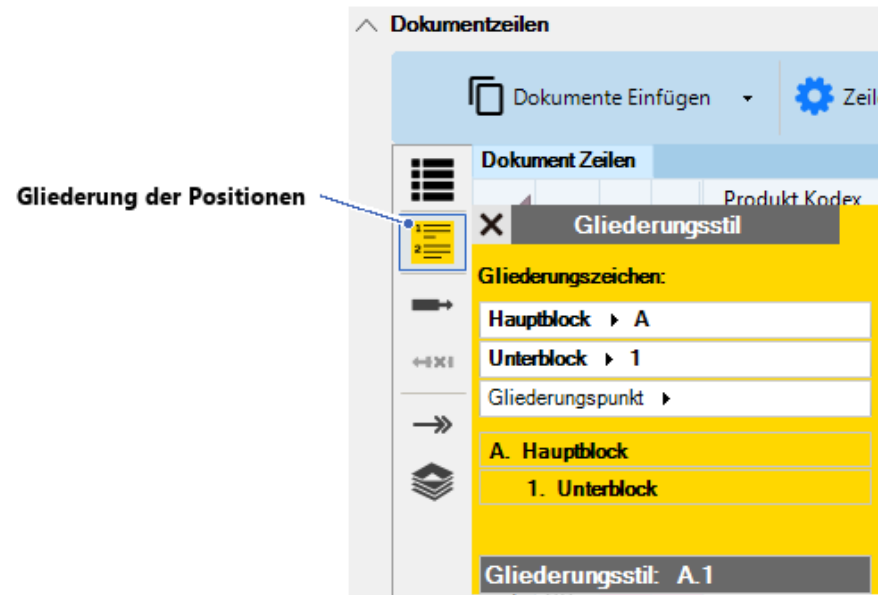 Dokumentzeilen
Dokumente Einfügen
Dokument Zeilen
Gliederung der Positionen
Produkt Kodex
Gliederungsstil
Gliederungszeichen:
Hauptblock A
Unterblock 1
Gliederungspunkt
A. Hauptblock
1. Unterblock
Gliederungsstil: A.1